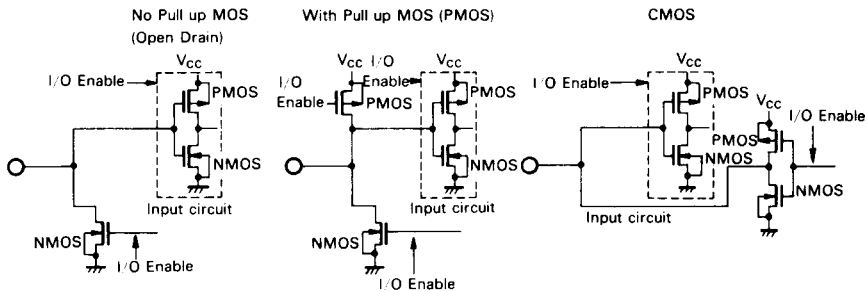 No Pull up MOS
(Open Drain)
VCC
I/O Enable
PMOS
NMOS
Input circuit
NMOS
I/O Enable
With Pull up MOS (PMOS)
VCC
I/O
Enable
PMOS
I/O
Enable
VCC
PMOS
NMOS
Input circuit
NMOS
I/O Enable
CMOS
VCC
I/O Enable
PMOS
NMOS
Input circuit
VCC
I/O Enable
PMOS
NMOS